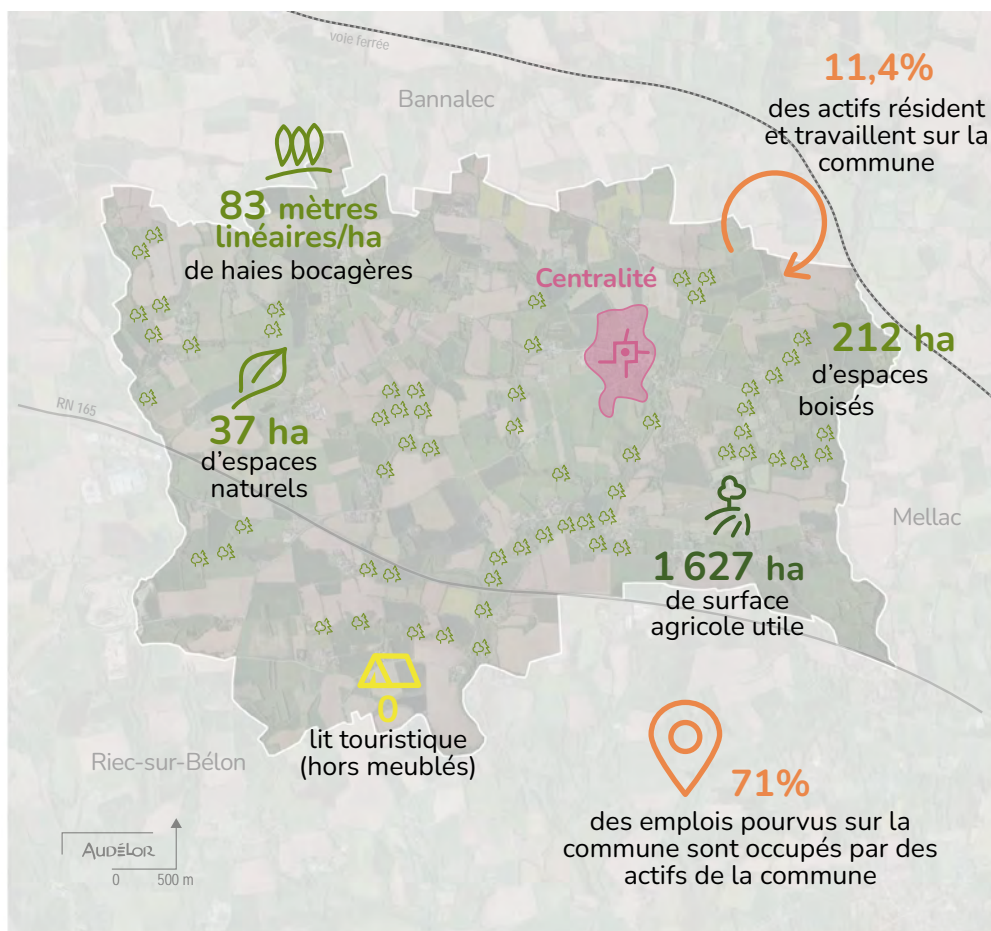 voie ferrée
Bannalec
11,4%
des actifs résident
et travaillent sur la
commune
83 mètres
linéaires/ha
de haies bocagères
Centralité
212 ha
d'espaces
boisés
RN 165
37 ha
d'espaces
naturels
Mellac
1 627 ha
de surface
agricole utile
0
lit touristique
(hors meublés)
Riec-sur-Bélon
71%
des emplois pourvus sur la
commune sont occupés par des
actifs de la commune
AUDÉLOR
0 500 m